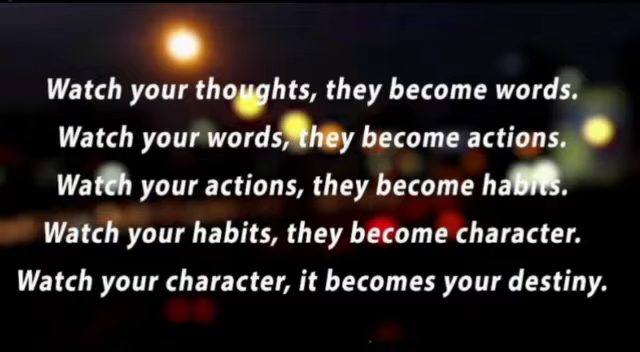 Watch your thoughts, they become words.
Watch your words, they become actions.
Watch your actions, they become habits.
Watch your habits, they become character.
Watch your character, it becomes your destiny.